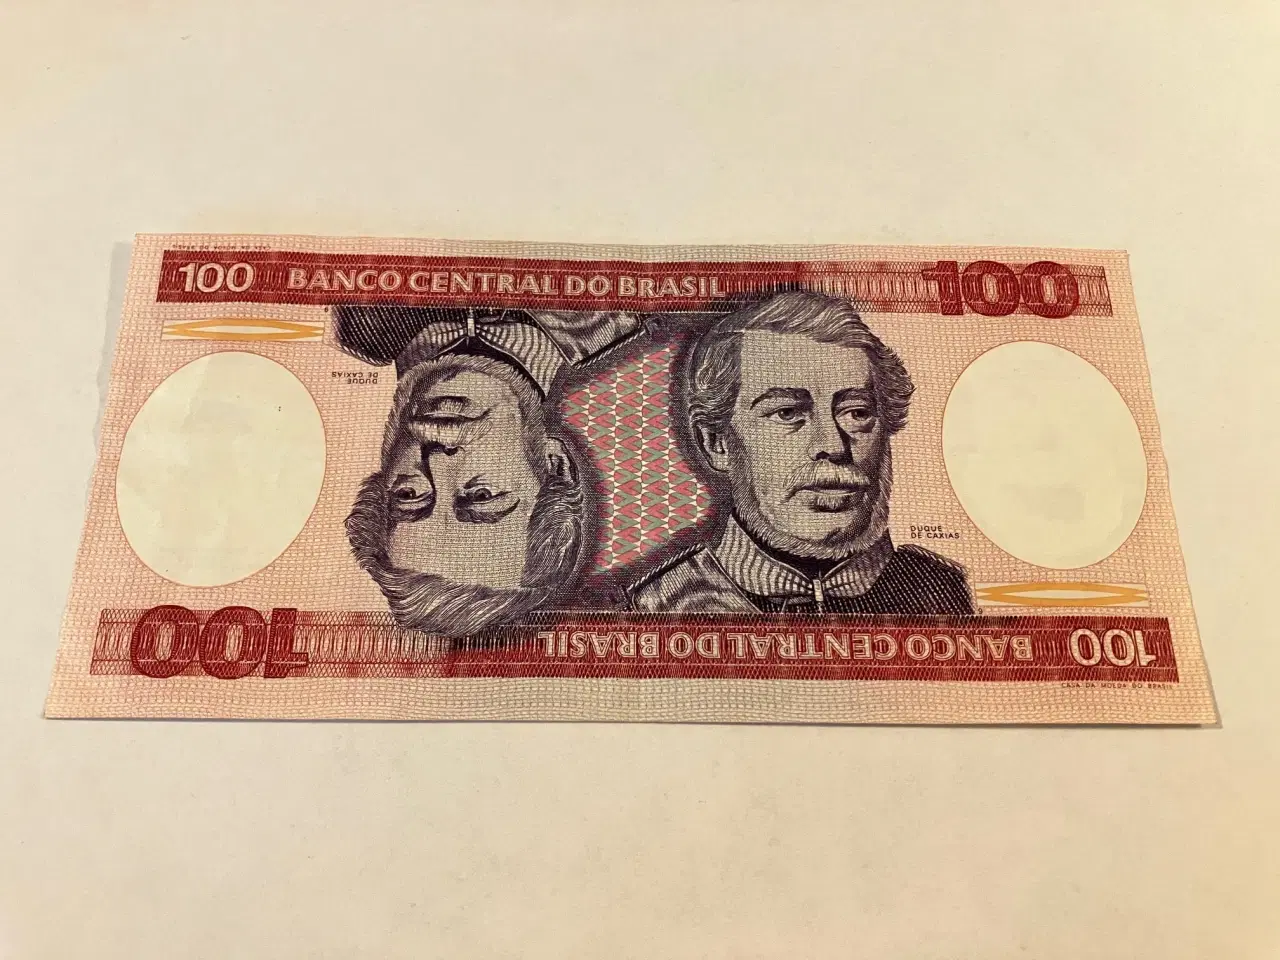 100 BANCO CENTRAL DO BRASIL 100
DUQUE
DE CAXIAS
DUQUE
DE CAXIAS
100 BANCO CENTRAL DO BRASIL 100
CASA DA MOEDA DO BRASIL